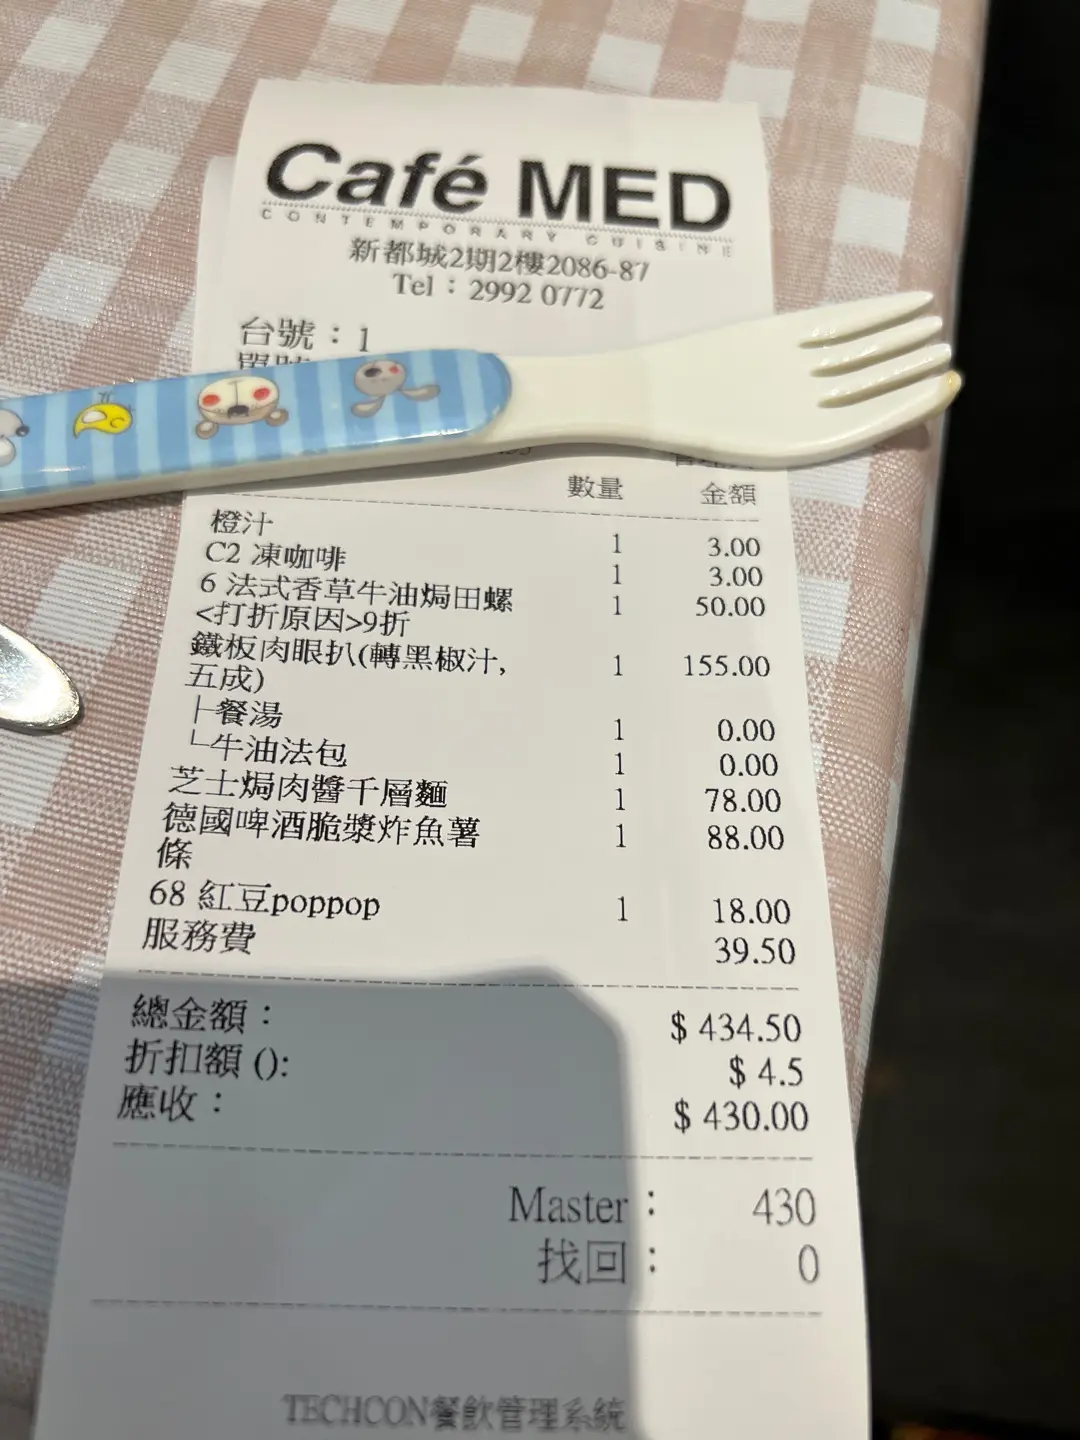 Café MED
CONTEMPORARY CUISINE
新都城2期2樓2086-87
Tel：2992 0772
台號：1
數量 金額
橙汁 1 3.00
C2 凍咖啡 1 3.00
6 法式香草牛油焗田螺 1 50.00
<打折原因>9折
鐵板肉眼扒(轉黑椒汁, 1 155.00
五成)
├餐湯 1 0.00
└牛油法包 1 0.00
芝士焗肉醬千層麵 1 78.00
德國啤酒脆漿炸魚薯 1 88.00
條
68 紅豆poppop 1 18.00
服務費 39.50
總金額： $ 434.50
折扣額 (): $ 4.5
應收： $ 430.00
Master： 430
找回： 0
TECHCON餐飲管理系統